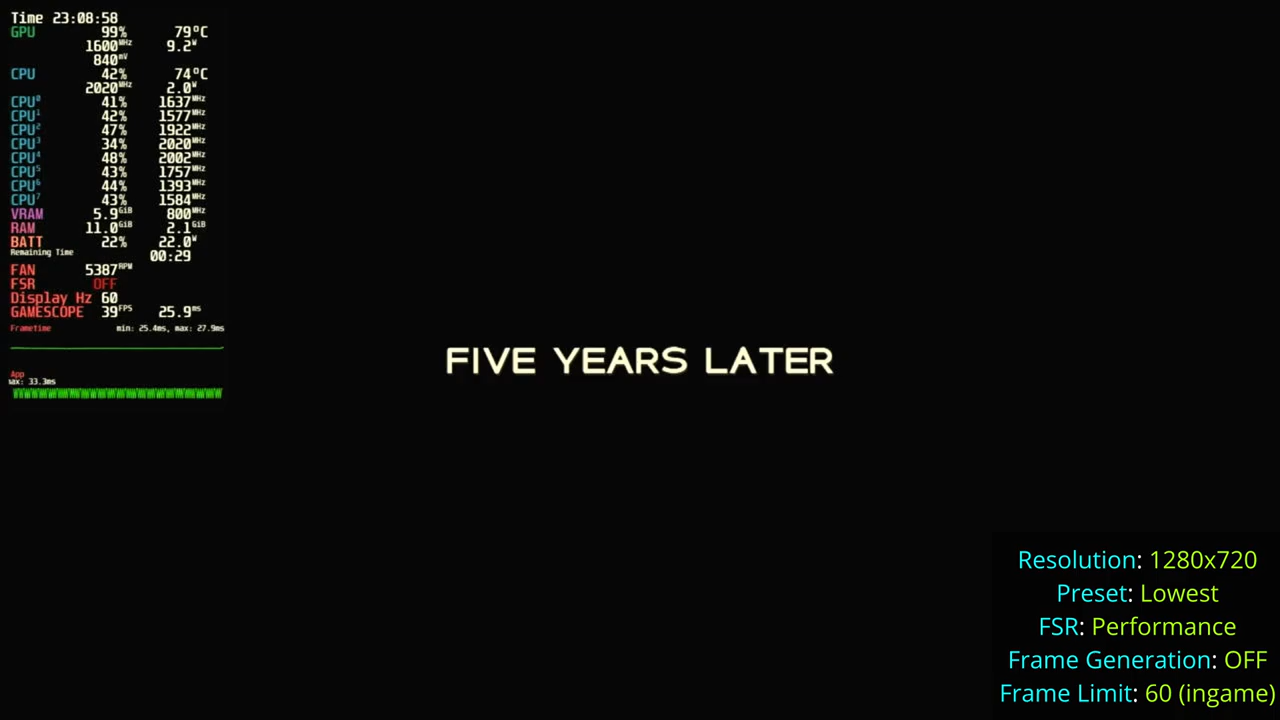 Time 23:08:58
GPU 99% 79°C
1600MHz 9.2W
840mV
CPU 42% 74°C
2020MHz 2.0W
CPU0 41% 1637MHz
CPU1 42% 1577MHz
CPU2 47% 1922MHz
CPU3 34% 2020MHz
CPU4 48% 2002MHz
CPU5 43% 1757MHz
CPU6 44% 1393MHz
CPU7 43% 1584MHz
VRAM 5.9GiB 800MHz
RAM 11.0GiB 2.1GiB
BATT 22% 22.0W
Remaining Time 00:29
FAN 5387RPM
FSR OFF
Display Hz 60
GAMESCOPE 39FPS 25.9ms
Frametime min: 25.4ms, max: 27.9ms
App
max: 33.3ms
FIVE YEARS LATER
Resolution: 1280x720
Preset: Lowest
FSR: Performance
Frame Generation: OFF
Frame Limit: 60 (ingame)